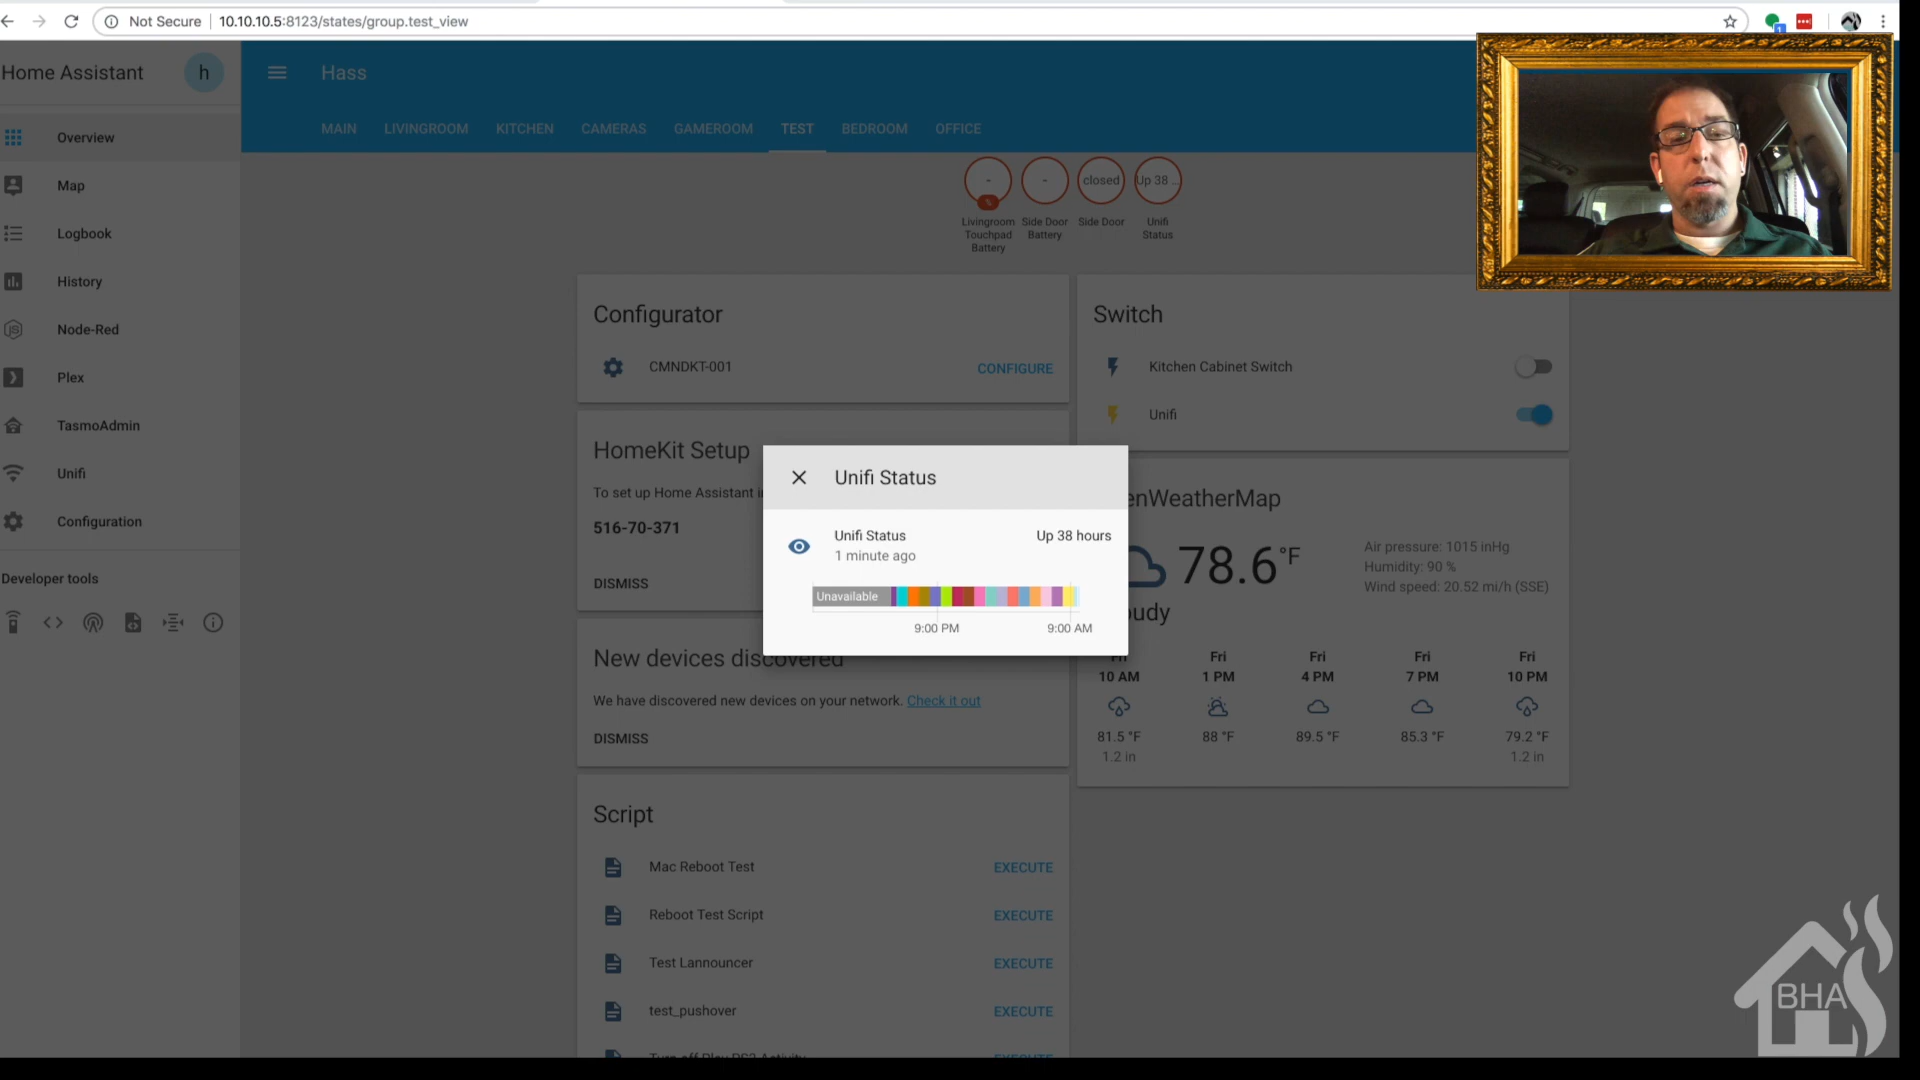 Not Secure
10.10.10.5:8123/states/group.test_view
Home Assistant
h
Hass
MAIN
LIVINGROOM
KITCHEN
CAMERAS
GAMEROOM
TEST
BEDROOM
OFFICE
Overview
Map
Logbook
History
Node-Red
Plex
TasmoAdmin
Unifi
Configuration
Developer tools
-
-
closed
Up 38 ...
Livingroom
Touchpad
Battery
Side Door
Battery
Side Door
Unifi
Status
Configurator
CMNDKT-001
CONFIGURE
HomeKit Setup
To set up Home Assistant i
516-70-371
DISMISS
New devices discovered
We have discovered new devices on your network. Check it out
DISMISS
Script
Mac Reboot Test
EXECUTE
Reboot Test Script
EXECUTE
Test Lannouncer
EXECUTE
test_pushover
EXECUTE
Switch
Kitchen Cabinet Switch
Unifi
Unifi Status
Unifi Status
Up 38 hours
1 minute ago
Unavailable
9:00 PM
9:00 AM
enWeatherMap
78.6 °F
Air pressure: 1015 inHg
Humidity: 90 %
Wind speed: 20.52 mi/h (SSE)
oudy
Fri
Fri
Fri
Fri
Fri
10 AM
1 PM
4 PM
7 PM
10 PM
81.5 °F
88 °F
89.5 °F
85.3 °F
79.2 °F
1.2 in
1.2 in
BHA